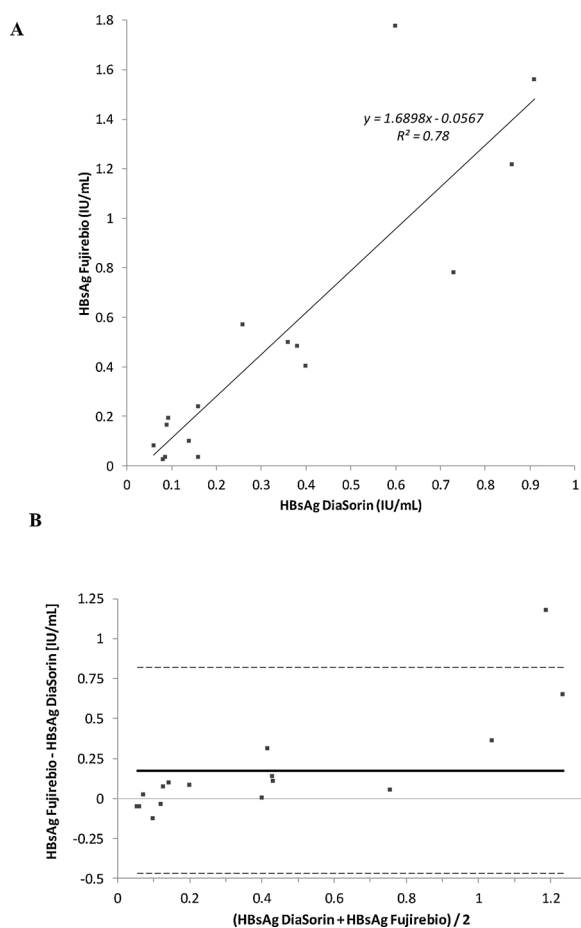 A
1.8
1.6
1.4
1.2
1
0.8
0.6
0.4
0.2
0
HBsAg Fujirebio (IU/mL)
y = 1.6898x - 0.0567
R² = 0.78
0 0.1 0.2 0.3 0.4 0.5 0.6 0.7 0.8 0.9 1
HBsAg DiaSorin (IU/mL)
B
1.25
1
0.75
0.5
0.25
0
-0.25
-0.5
HBsAg Fujirebio - HBsAg DiaSorin [IU/mL]
0 0.2 0.4 0.6 0.8 1 1.2
(HBsAg DiaSorin + HBsAg Fujirebio) / 2